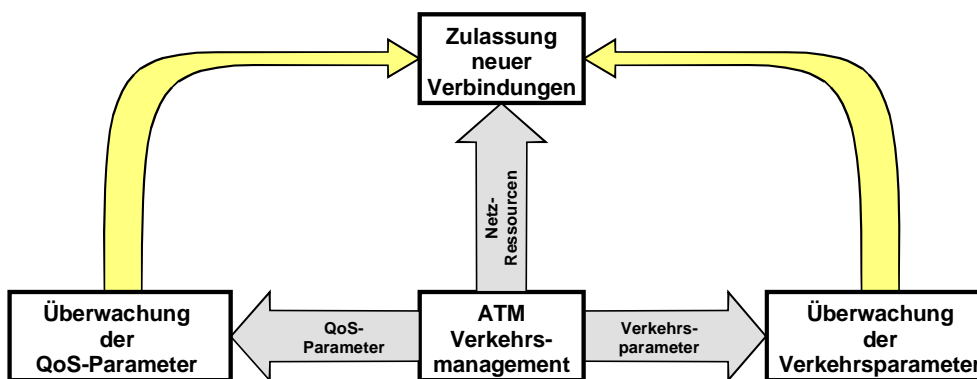 Zulassung
neuer
Verbindungen
Netz-
Ressourcen
Überwachung
der
QoS-Parameter
QoS-
Parameter
ATM
Verkehrs-
management
Verkehrs-
parameter
Überwachung
der
Verkehrsparameter